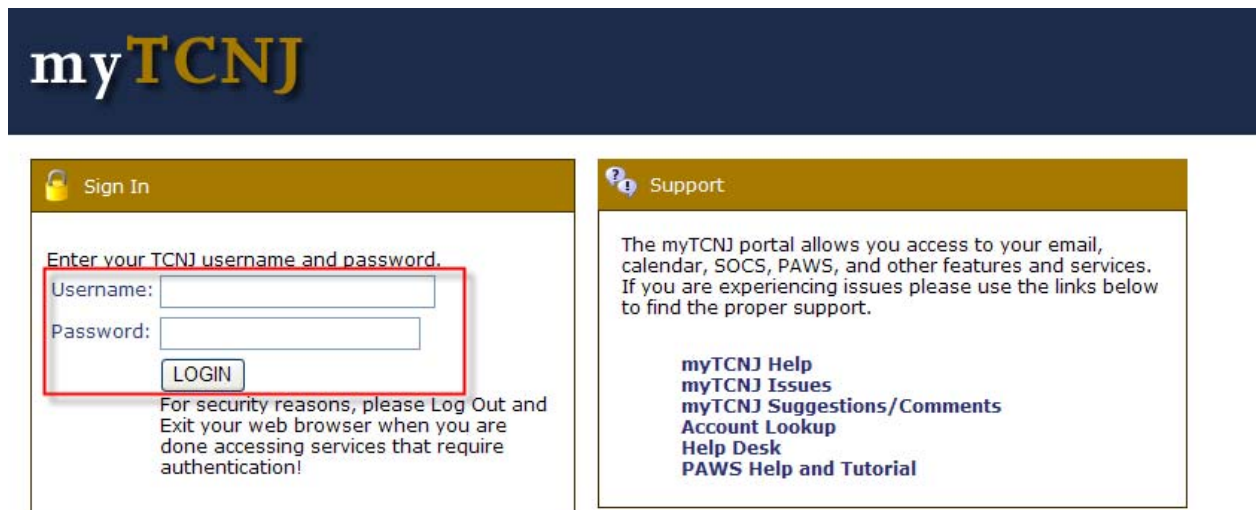 myTCNJ
Sign In
Enter your TCNJ username and password.
Username:
Password:
LOGIN
For security reasons, please Log Out and
Exit your web browser when you are
done accessing services that require
authentication!
Support
The myTCNJ portal allows you access to your email,
calendar, SOCS, PAWS, and other features and services.
If you are experiencing issues please use the links below
to find the proper support.
myTCNJ Help
myTCNJ Issues
myTCNJ Suggestions/Comments
Account Lookup
Help Desk
PAWS Help and Tutorial